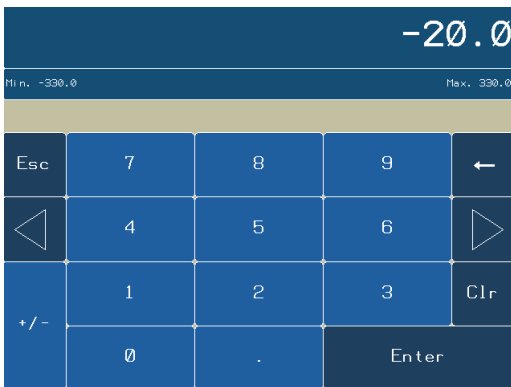 -20.0
Min. -330.0 Max. 330.0
Esc 7 8 9 ←
4 5 6
1 2 3 Clr
+/-
0 . Enter